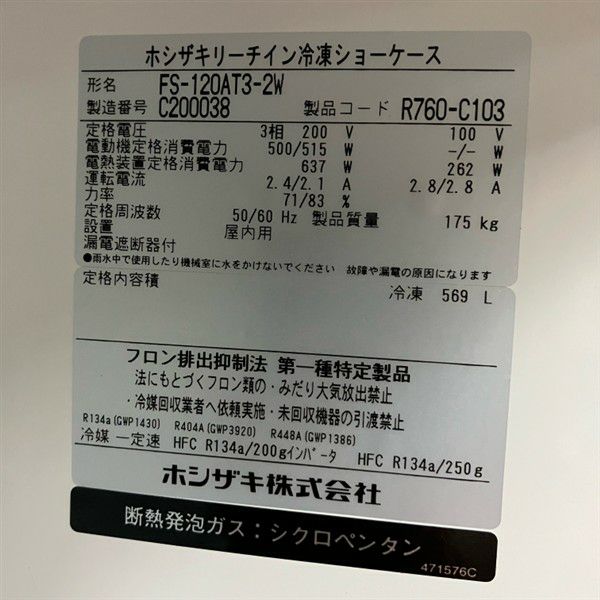 ホシザキリーチイン冷凍ショーケース
形名 FS-120AT3-2W
製造番号 C200038 製品コード R760-C103
定格電圧 3相 200 V 100 V
電動機定格消費電力 500/515 W -/- W
電熱装置定格消費電力 637 W 262 W
運転電流 2.4/2.1 A 2.8/2.8 A
力率 71/83 %
定格周波数 50/60 Hz 製品質量 175 kg
設置 屋内用
漏電遮断器付
●雨水中で使用したり機械室に水をかけないでください 故障や漏電の原因になります
定格内容積 冷凍 569 L
フロン排出抑制法 第一種特定製品
法にもとづくフロン類の・みだり大気放出禁止
・冷媒回収業者へ依頼実施・未回収機器の引渡禁止
R134a(GWP1430) R404A(GWP3920) R448A(GWP1386)
冷媒 一定速 HFC R134a/200gインバータ HFC R134a/250g
ホシザキ株式会社
断熱発泡ガス：シクロペンタン
471576C